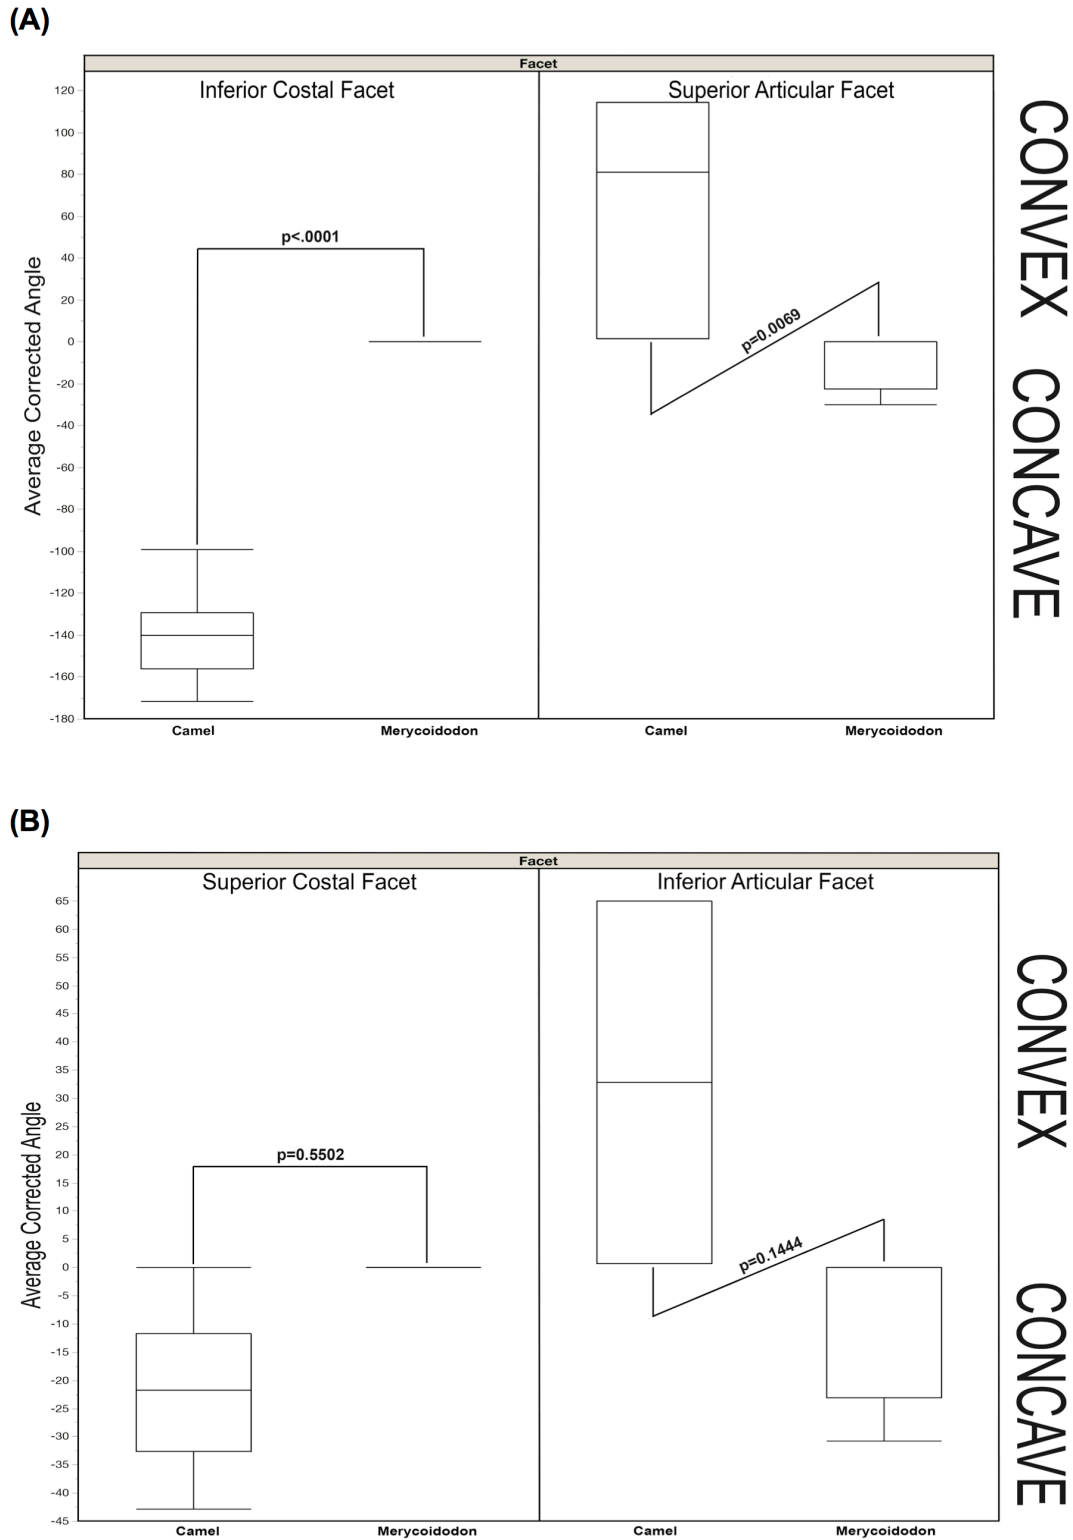 (A)
Facet
Inferior Costal Facet
Superior Articular Facet
120
100
80
60
40
20
0
-20
-40
-60
-80
-100
-120
-140
-160
-180
Average Corrected Angle
p<.0001
p=0.0069
CONVEX
CONCAVE
Camel
Merycoidodon
Camel
Merycoidodon
(B)
Facet
Superior Costal Facet
Inferior Articular Facet
65
60
55
50
45
40
35
30
25
20
15
10
5
0
-5
-10
-15
-20
-25
-30
-35
-40
-45
Average Corrected Angle
p=0.5502
p=0.1444
CONVEX
CONCAVE
Camel
Merycoidodon
Camel
Merycoidodon